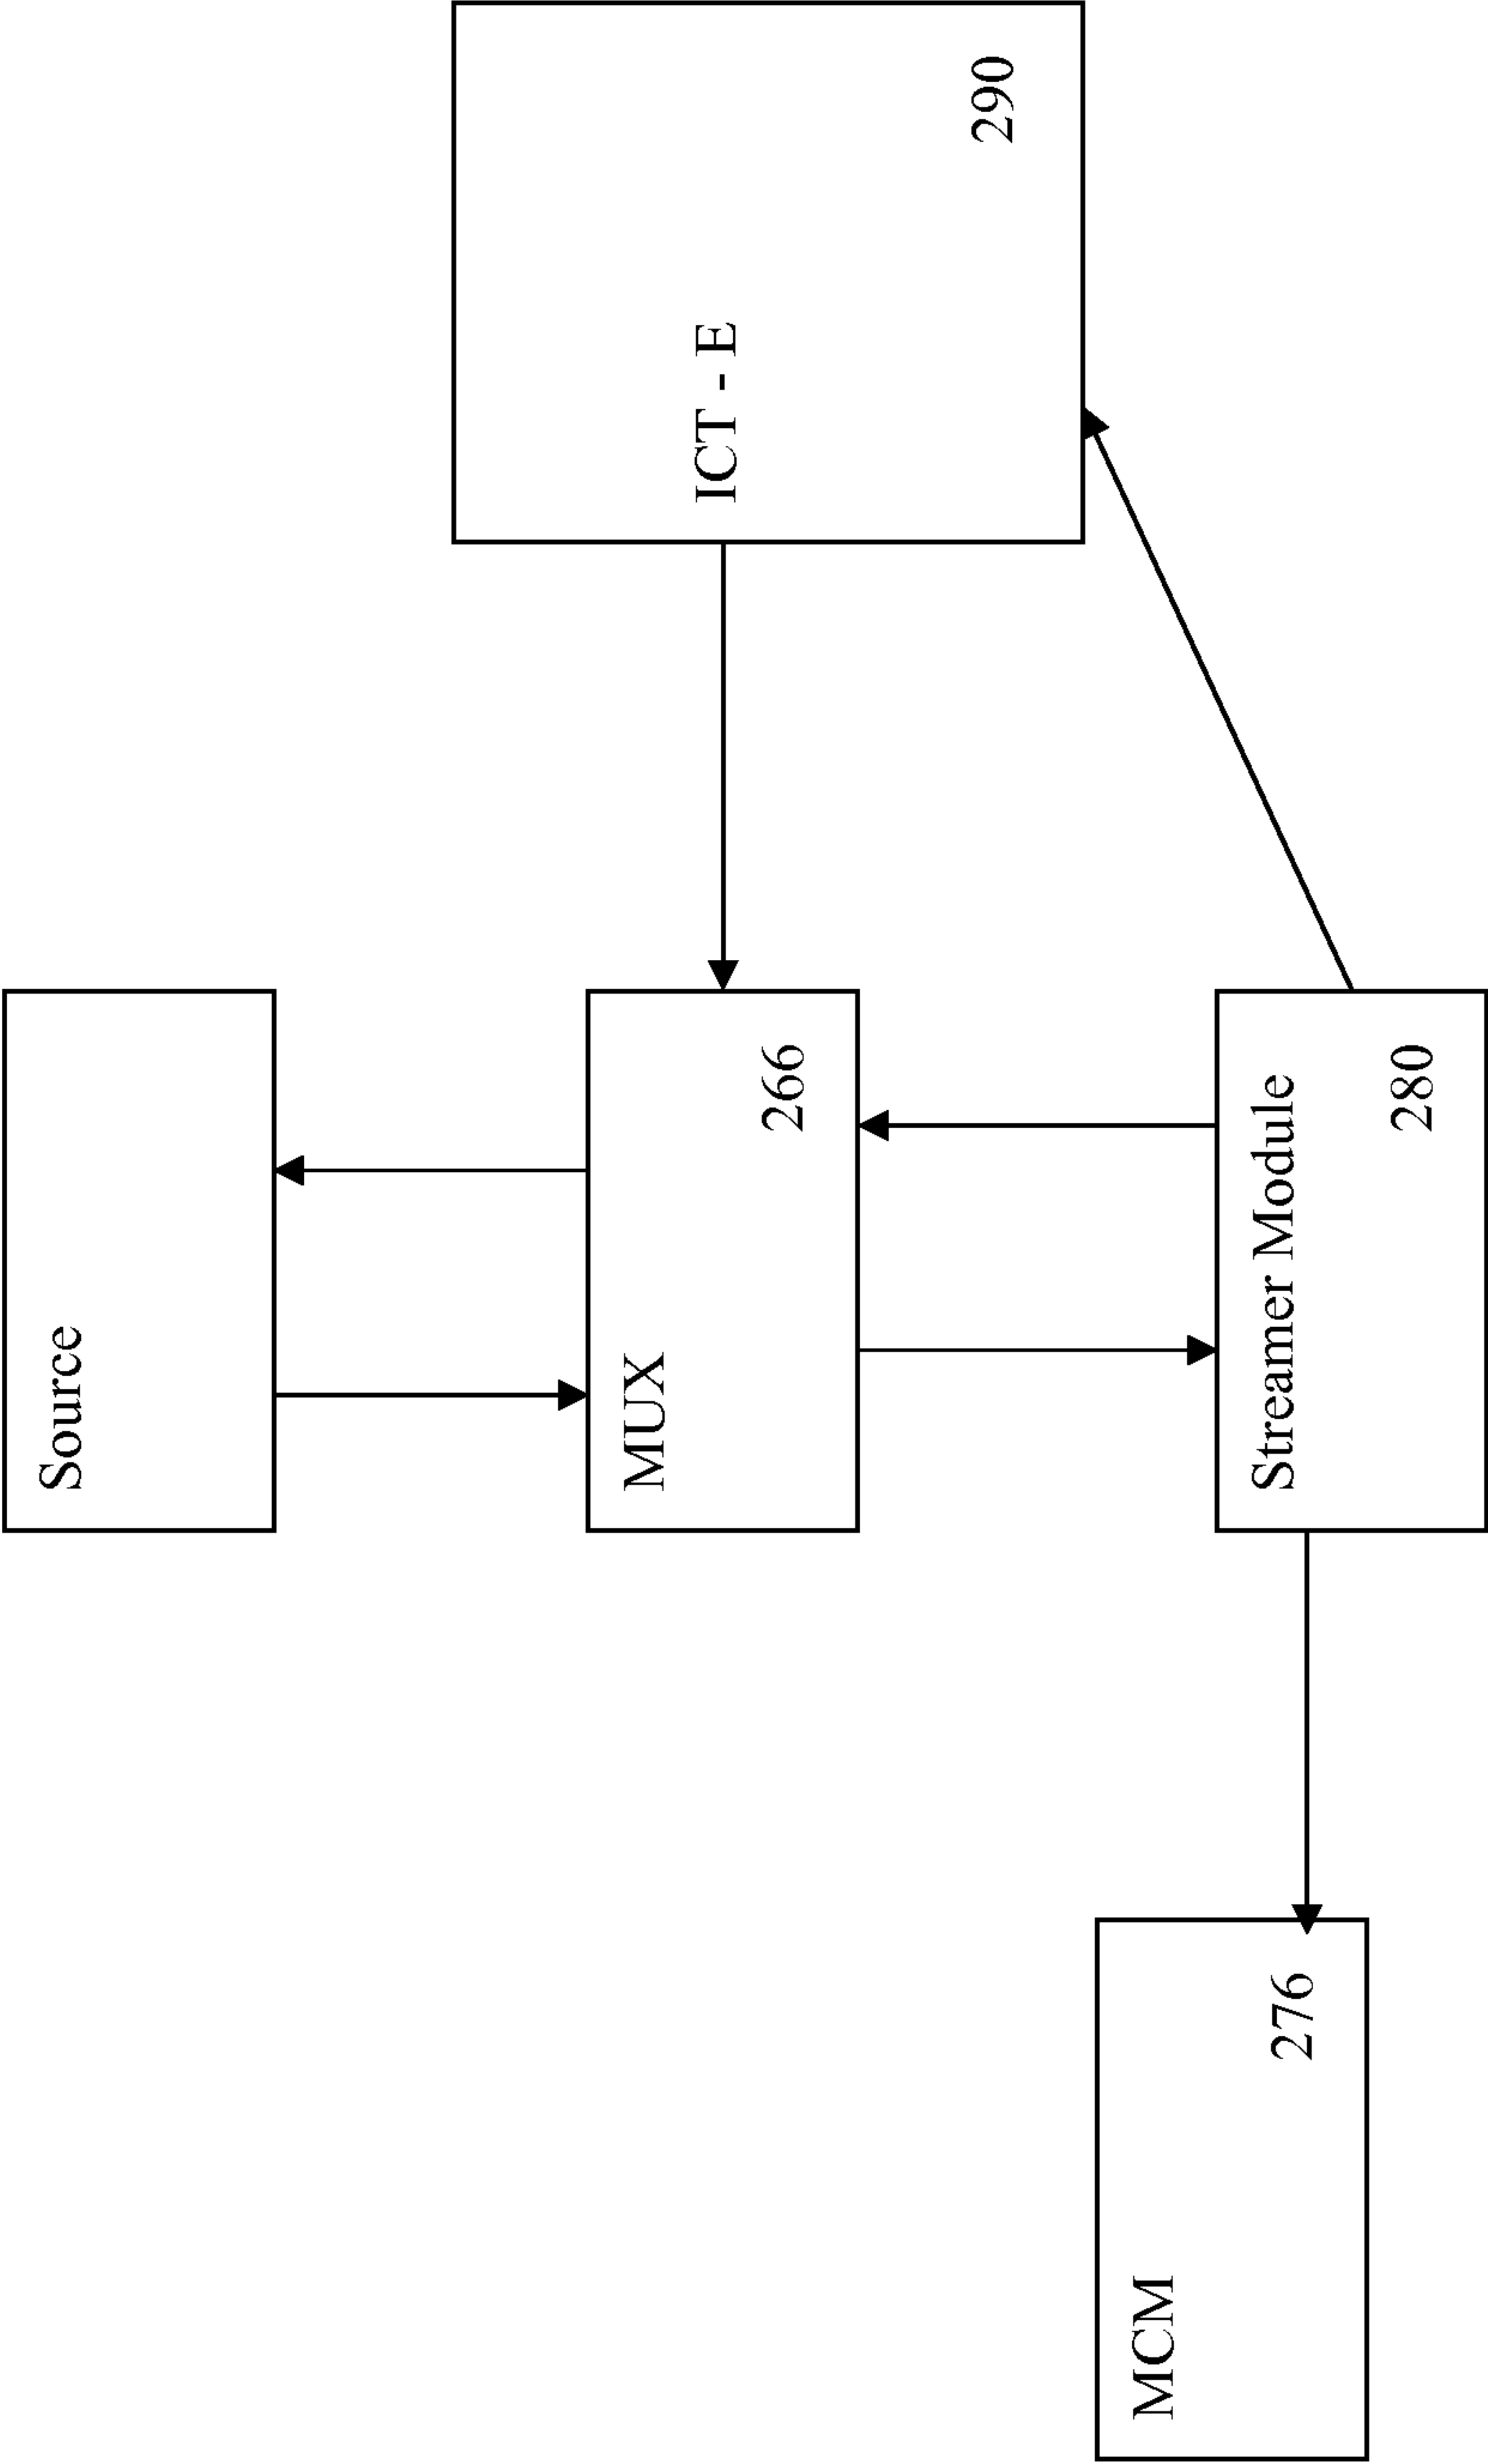 Source
MUX
266
ICT - E
290
Streamer Module
280
MCM
276